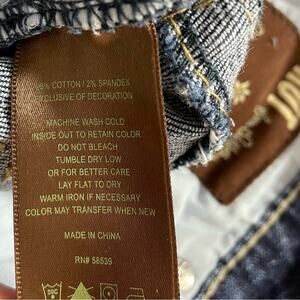 98% COTTON / 2% SPANDEX
EXCLUSIVE OF DECORATION
MACHINE WASH COLD
INSIDE OUT TO RETAIN COLOR
DO NOT BLEACH
TUMBLE DRY LOW
OR FOR BETTER CARE
LAY FLAT TO DRY
WARM IRON IF NECESSARY
COLOR MAY TRANSFER WHEN NEW
MADE IN CHINA
RN# 58539